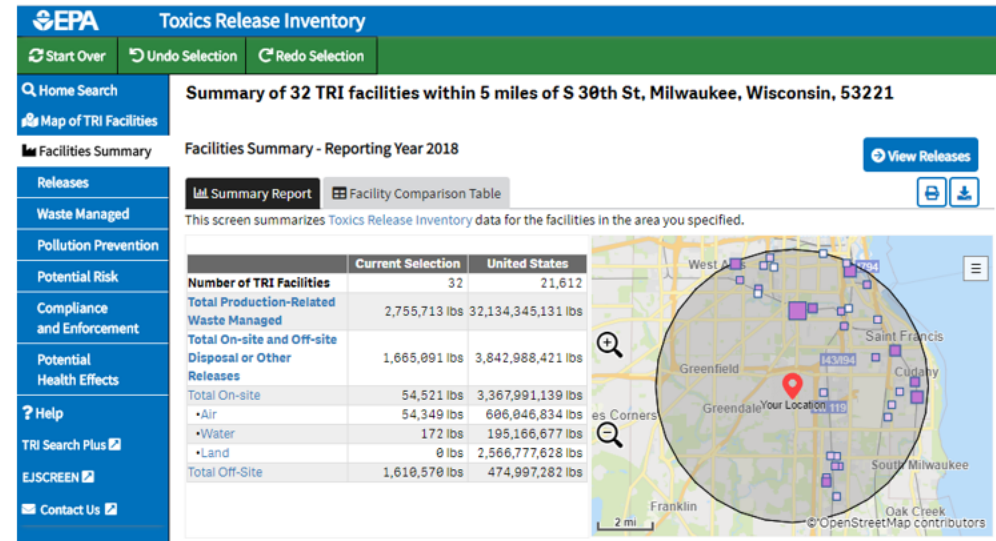 EPA Toxics Release Inventory
Start Over Undo Selection Redo Selection
Home Search
Map of TRI Facilities
Facilities Summary
Releases
Waste Managed
Pollution Prevention
Potential Risk
Compliance
and Enforcement
Potential
Health Effects
? Help
TRI Search Plus
EJSCREEN
Contact Us
Summary of 32 TRI facilities within 5 miles of S 30th St, Milwaukee, Wisconsin, 53221
Facilities Summary - Reporting Year 2018
View Releases
Summary Report Facility Comparison Table
This screen summarizes Toxics Release Inventory data for the facilities in the area you specified.
Current Selection United States
Number of TRI Facilities 32 21,612
Total Production-Related
Waste Managed 2,755,713 lbs 32,134,345,131 lbs
Total On-site and Off-site
Disposal or Other
Releases 1,665,091 lbs 3,842,988,421 lbs
Total On-site 54,521 lbs 3,367,991,139 lbs
•Air 54,349 lbs 606,046,834 lbs
•Water 172 lbs 195,166,677 lbs
•Land 0 lbs 2,566,777,628 lbs
Total Off-Site 1,610,570 lbs 474,997,282 lbs
West
I794
Saint Francis
I43/I94
Greenfield
Cudahy
es Corners
Greendale
Your Location
119
South Milwaukee
Franklin
Oak Creek
2 mi
© OpenStreetMap contributors